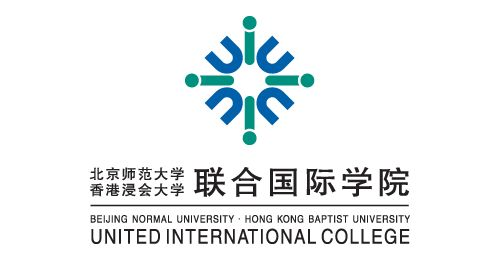 北京师范大学
香港浸会大学
联合国际学院
BEIJING NORMAL UNIVERSITY · HONG KONG BAPTIST UNIVERSITY
UNITED INTERNATIONAL COLLEGE